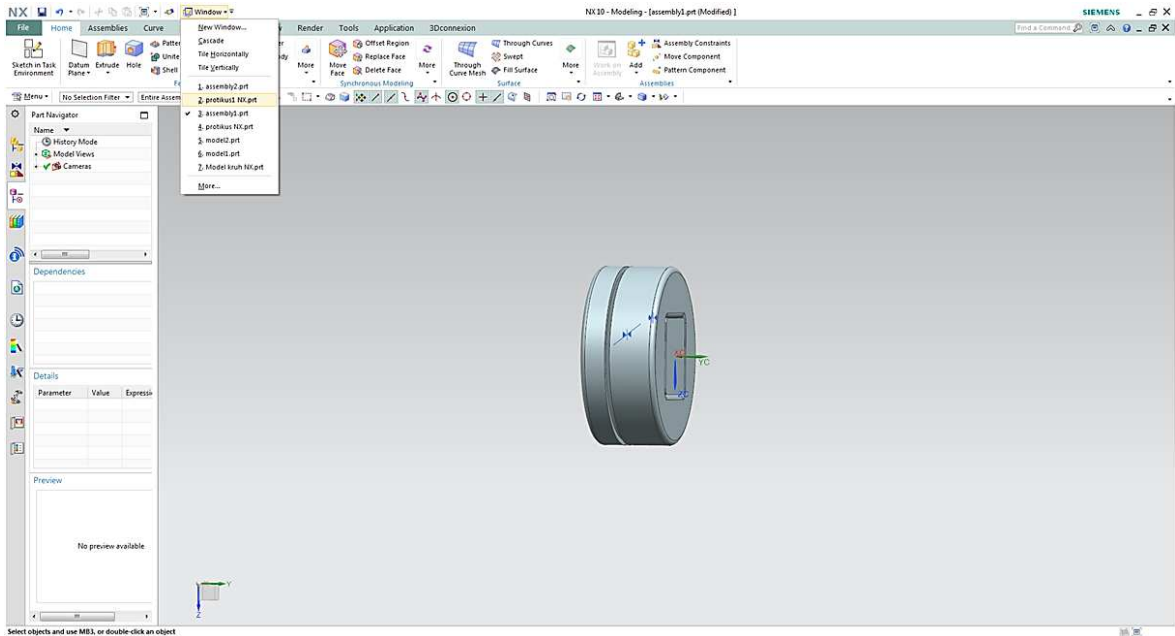 NX
Window
NX 10 - Modeling - [assembly1.prt (Modified) ]
SIEMENS
File
Home
Assemblies
Curve
Render
Tools
Application
3Dconnexion
Find a Command
Sketch in Task
Environment
Datum
Plane
Extrude
Hole
Unite
Shell
More
Move
Face
Offset Region
Replace Face
Delete Face
More
Synchronous Modeling
Through
Curve Mesh
Through Curves
Swept
Fill Surface
More
Surface
Work on
Assembly
Add
Assembly Constraints
Move Component
Pattern Component
Assemblies
Menu
No Selection Filter
Entire Assem
New Window...
Cascade
Tile Horizontally
Tile Vertically
1. assembly2.prt
2. protikus1 NX.prt
3. assembly1.prt
4. protikus NX.prt
5. model2.prt
6. model1.prt
7. Model kruh NX.prt
More...
Part Navigator
Name
History Mode
Model Views
Cameras
Dependencies
Details
Parameter
Value
Expressio
Preview
No preview available
YC
ZC
Y
Z
Select objects and use MB3, or double-click an object